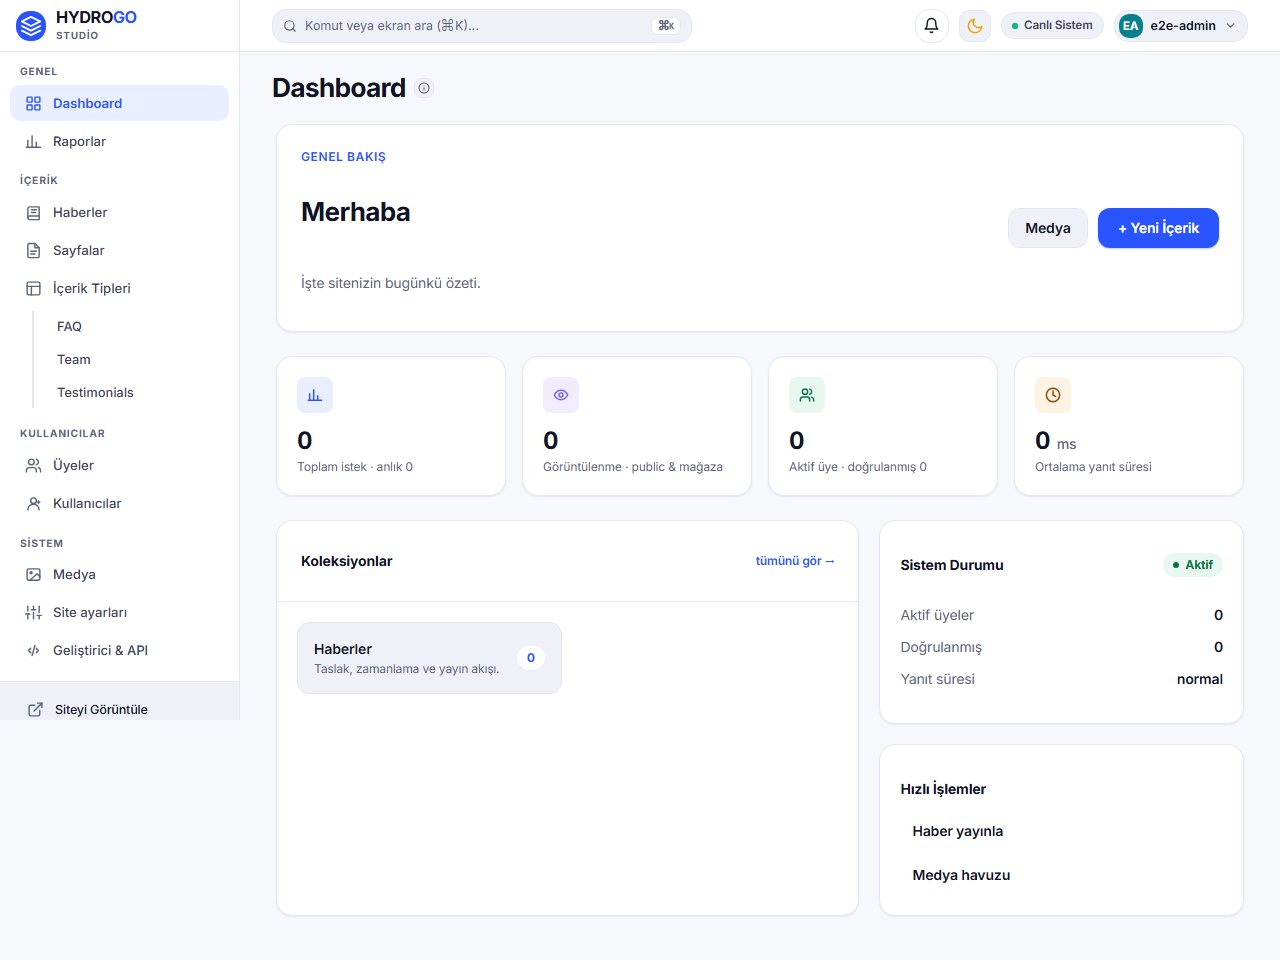 HYDROGO
STUDİO
Komut veya ekran ara (⌘K)...
⌘K
Canlı Sistem
EA
e2e-admin
GENEL
Dashboard
Raporlar
İÇERİK
Haberler
Sayfalar
İçerik Tipleri
FAQ
Team
Testimonials
KULLANICILAR
Üyeler
Kullanıcılar
SİSTEM
Medya
Site ayarları
Geliştirici & API
Siteyi Görüntüle
Dashboard
GENEL BAKIŞ
Merhaba
Medya
+ Yeni İçerik
İşte sitenizin bugünkü özeti.
0
Toplam istek · anlık 0
0
Görüntülenme · public & mağaza
0
Aktif üye · doğrulanmış 0
0 ms
Ortalama yanıt süresi
Koleksiyonlar
tümünü gör →
Haberler
Taslak, zamanlama ve yayın akışı.
0
Sistem Durumu
Aktif
Aktif üyeler 0
Doğrulanmış 0
Yanıt süresi normal
Hızlı İşlemler
Haber yayınla
Medya havuzu